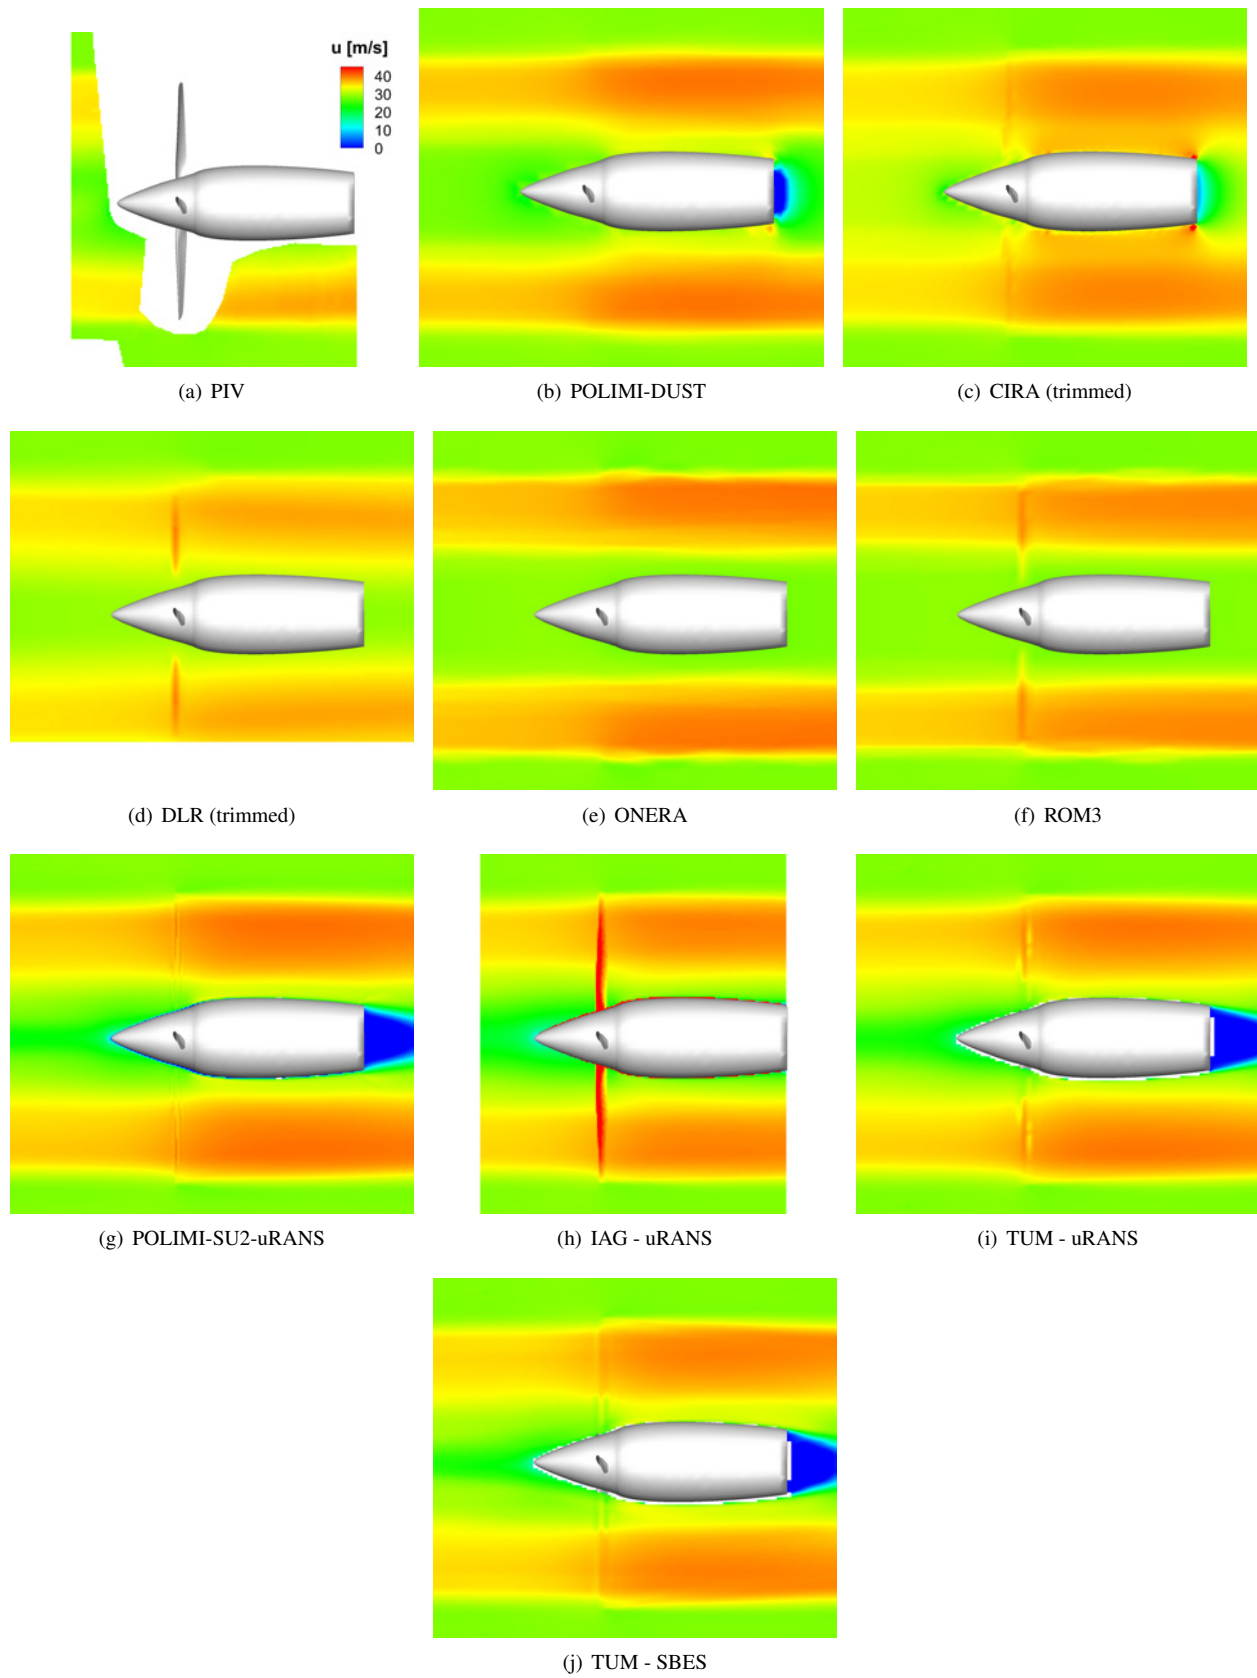 u [m/s]
40
30
20
10
0
(a) PIV
(b) POLIMI-DUST
(c) CIRA (trimmed)
(d) DLR (trimmed)
(e) ONERA
(f) ROM3
(g) POLIMI-SU2-uRANS
(h) IAG - uRANS
(i) TUM - uRANS
(j) TUM - SBES